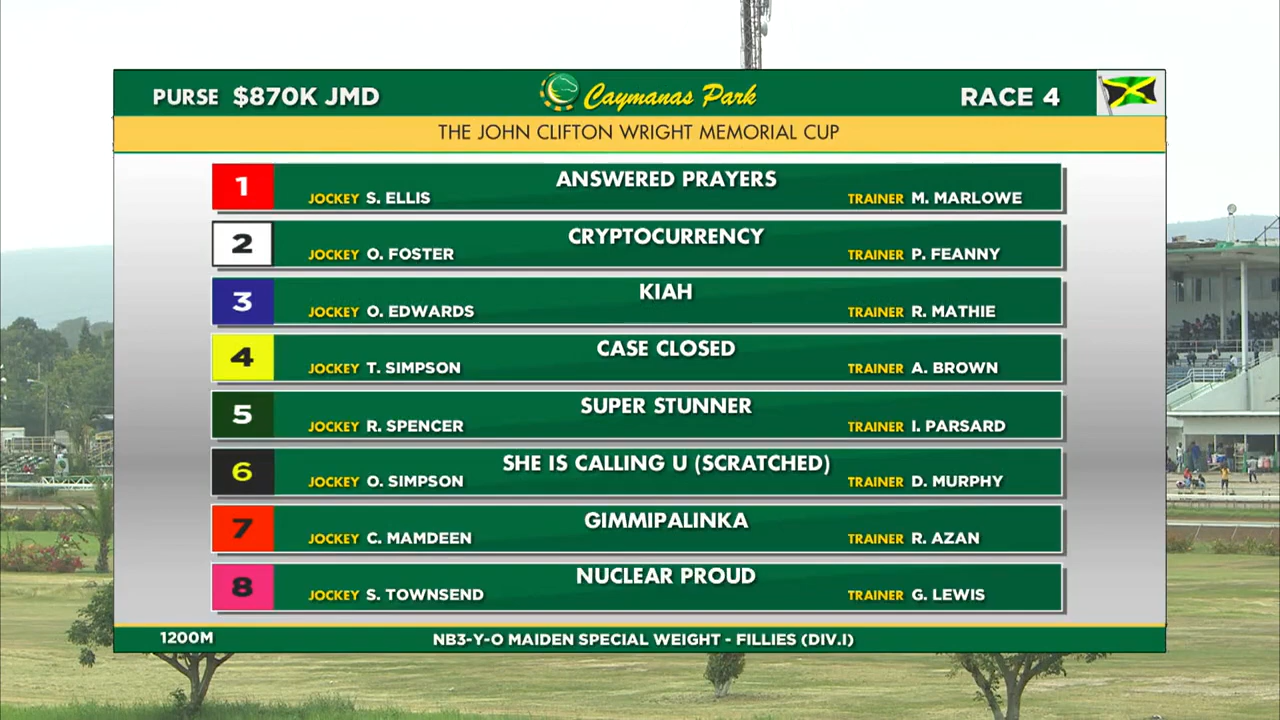 PURSE $870K JMD Caymanas Park RACE 4
THE JOHN CLIFTON WRIGHT MEMORIAL CUP
1 ANSWERED PRAYERS
JOCKEY S. ELLIS TRAINER M. MARLOWE
2 CRYPTOCURRENCY
JOCKEY O. FOSTER TRAINER P. FEANNY
3 KIAH
JOCKEY O. EDWARDS TRAINER R. MATHIE
4 CASE CLOSED
JOCKEY T. SIMPSON TRAINER A. BROWN
5 SUPER STUNNER
JOCKEY R. SPENCER TRAINER I. PARSARD
6 SHE IS CALLING U (SCRATCHED)
JOCKEY O. SIMPSON TRAINER D. MURPHY
7 GIMMIPALINKA
JOCKEY C. MAMDEEN TRAINER R. AZAN
8 NUCLEAR PROUD
JOCKEY S. TOWNSEND TRAINER G. LEWIS
1200M NB3-Y-O MAIDEN SPECIAL WEIGHT - FILLIES (DIV.I)